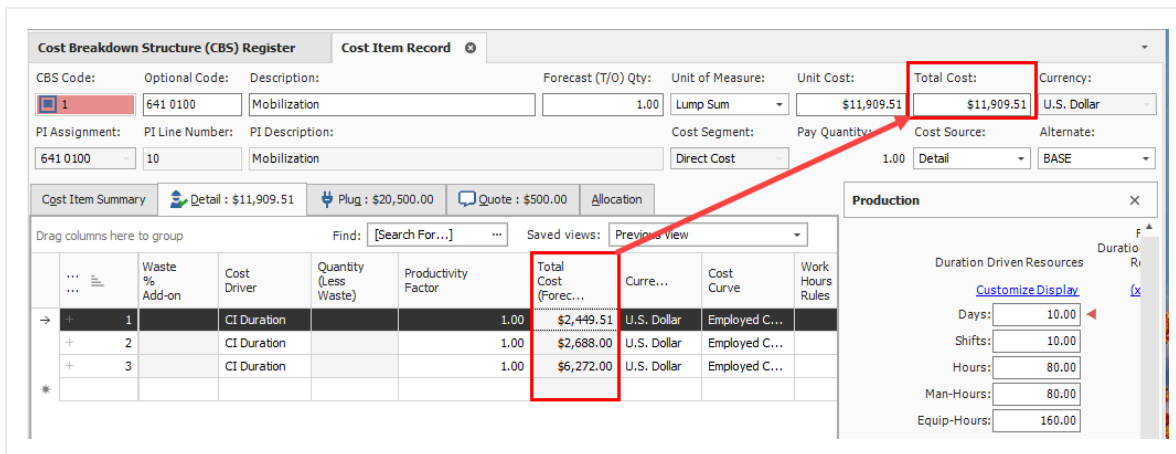 Cost Breakdown Structure (CBS) Register Cost Item Record
CBS Code: Optional Code: Description: Forecast (T/O) Qty: Unit of Measure: Unit Cost: Total Cost: Currency:
1 641 0100 Mobilization 1.00 Lump Sum $11,909.51 $11,909.51 U.S. Dollar
PI Assignment: PI Line Number: PI Description: Cost Segment: Pay Quantity: Cost Source: Alternate:
641 0100 10 Mobilization Direct Cost 1.00 Detail BASE
Cost Item Summary Detail : $11,909.51 Plug : $20,500.00 Quote : $500.00 Allocation Production
Drag columns here to group Find: [Search For...] ... Saved views: Previous View
... ... Waste % Add-on Cost Driver Quantity (Less Waste) Productivity Factor Total Cost (Forec... Curre... Cost Curve Work Hours Rules
1 CI Duration 1.00 $2,449.51 U.S. Dollar Employed C...
2 CI Duration 1.00 $2,688.00 U.S. Dollar Employed C...
3 CI Duration 1.00 $6,272.00 U.S. Dollar Employed C...
Duration Driven Resources
Customize Display
Days: 10.00
Shifts: 10.00
Hours: 80.00
Man-Hours: 80.00
Equip-Hours: 160.00